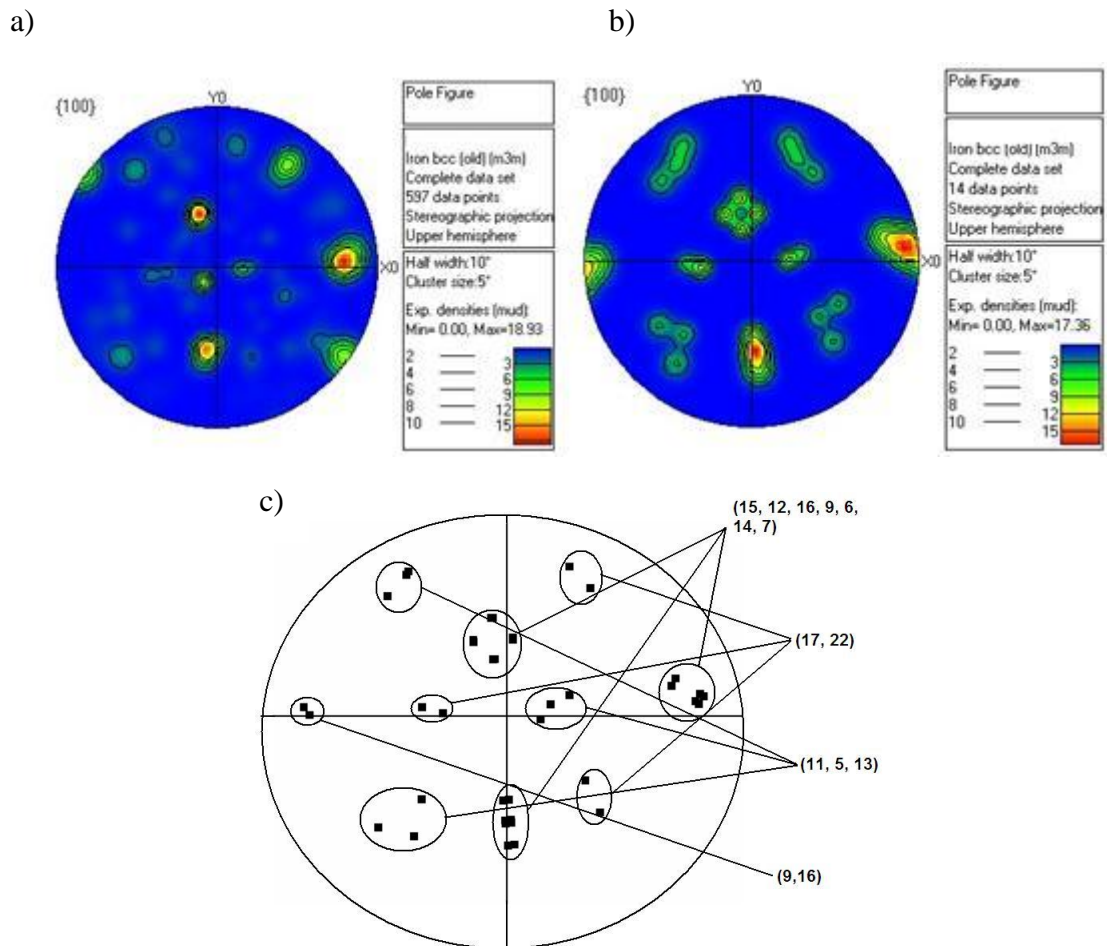 a)
b)
{100}
Y0
X0
Pole Figure
Iron bcc (old) (m3m)
Complete data set
597 data points
Stereographic projection
Upper hemisphere
Half width:10°
Cluster size:5°
Exp. densities (mud):
Min= 0.00, Max=18.93
2
4
6
8
10
3
6
9
12
15
{100}
Y0
X0
Pole Figure
Iron bcc (old) (m3m)
Complete data set
14 data points
Stereographic projection
Upper hemisphere
Half width:10°
Cluster size:5°
Exp. densities (mud):
Min= 0.00, Max=17.36
2
4
6
8
10
3
6
9
12
15
c)
(15, 12, 16, 9, 6,
14, 7)
(17, 22)
(11, 5, 13)
(9,16)